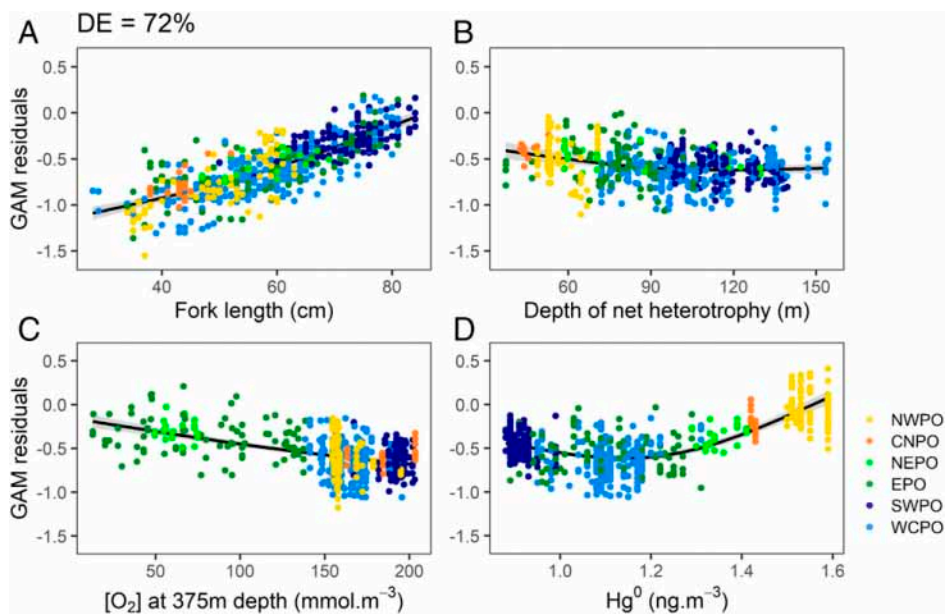 A DE = 72%
B
GAM residuals
0.5
0.0
-0.5
-1.0
-1.5
40 60 80
Fork length (cm)
0.5
0.0
-0.5
-1.0
-1.5
60 90 120 150
Depth of net heterotrophy (m)
C
D
GAM residuals
0.5
0.0
-0.5
-1.0
-1.5
50 100 150 200
[O₂] at 375m depth (mmol.m⁻³)
0.5
0.0
-0.5
-1.0
-1.5
1.0 1.2 1.4 1.6
Hg⁰ (ng.m⁻³)
NWPO
CNPO
NEPO
EPO
SWPO
WCPO